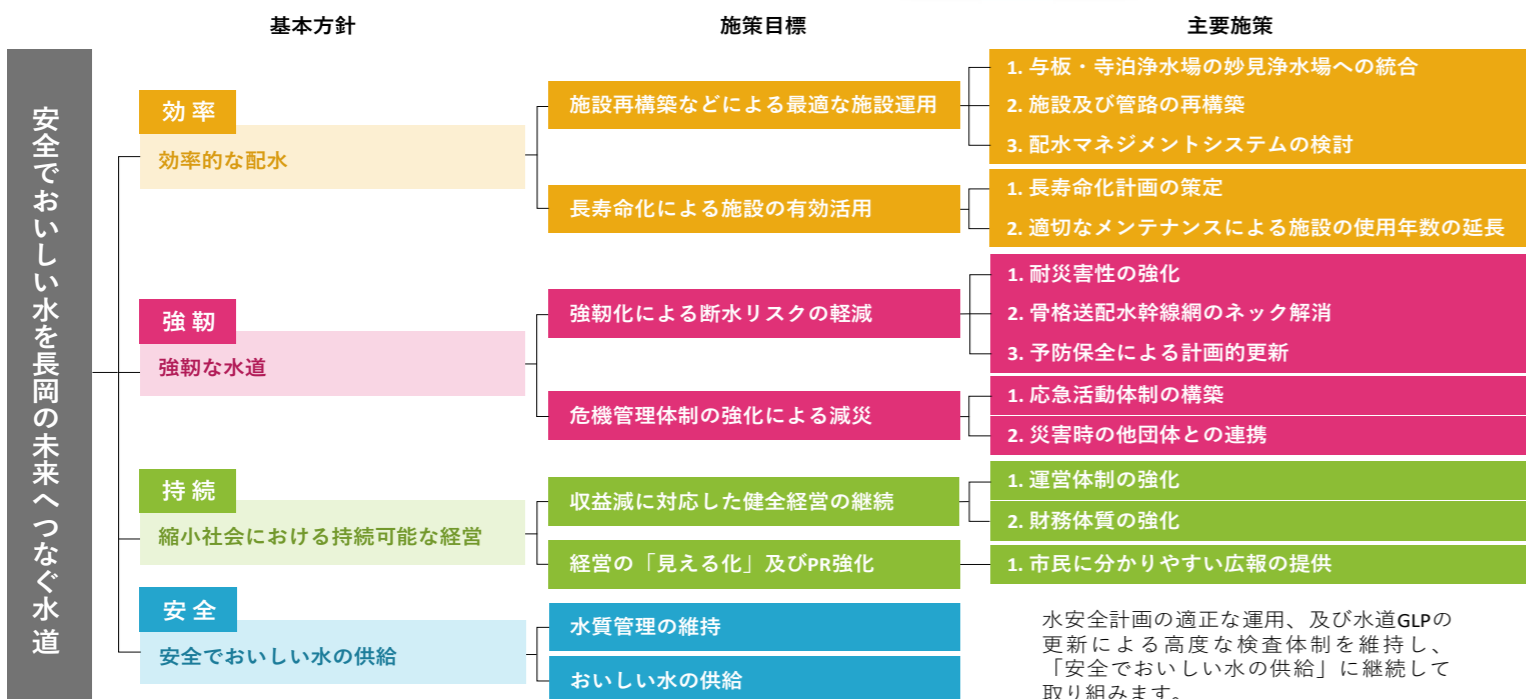 基本方針
施策目標
主要施策
安全でおいしい水を長岡の未来へつなぐ水道
効率
効率的な配水
施設再構築などによる最適な施設運用
1. 与板・寺泊浄水場の妙見浄水場への統合
2. 施設及び管路の再構築
3. 配水マネジメントシステムの検討
長寿命化による施設の有効活用
1. 長寿命化計画の策定
2. 適切なメンテナンスによる施設の使用年数の延長
強靭
強靭な水道
強靭化による断水リスクの軽減
1. 耐災害性の強化
2. 骨格送配水幹線網のネック解消
3. 予防保全による計画的更新
危機管理体制の強化による減災
1. 応急活動体制の構築
2. 災害時の他団体との連携
持続
縮小社会における持続可能な経営
収益減に対応した健全経営の継続
1. 運営体制の強化
2. 財務体質の強化
経営の「見える化」及びPR強化
1. 市民に分かりやすい広報の提供
安全
安全でおいしい水の供給
水質管理の維持
おいしい水の供給
水安全計画の適正な運用、及び水道GLPの
更新による高度な検査体制を維持し、
「安全でおいしい水の供給」に継続して
取り組みます。